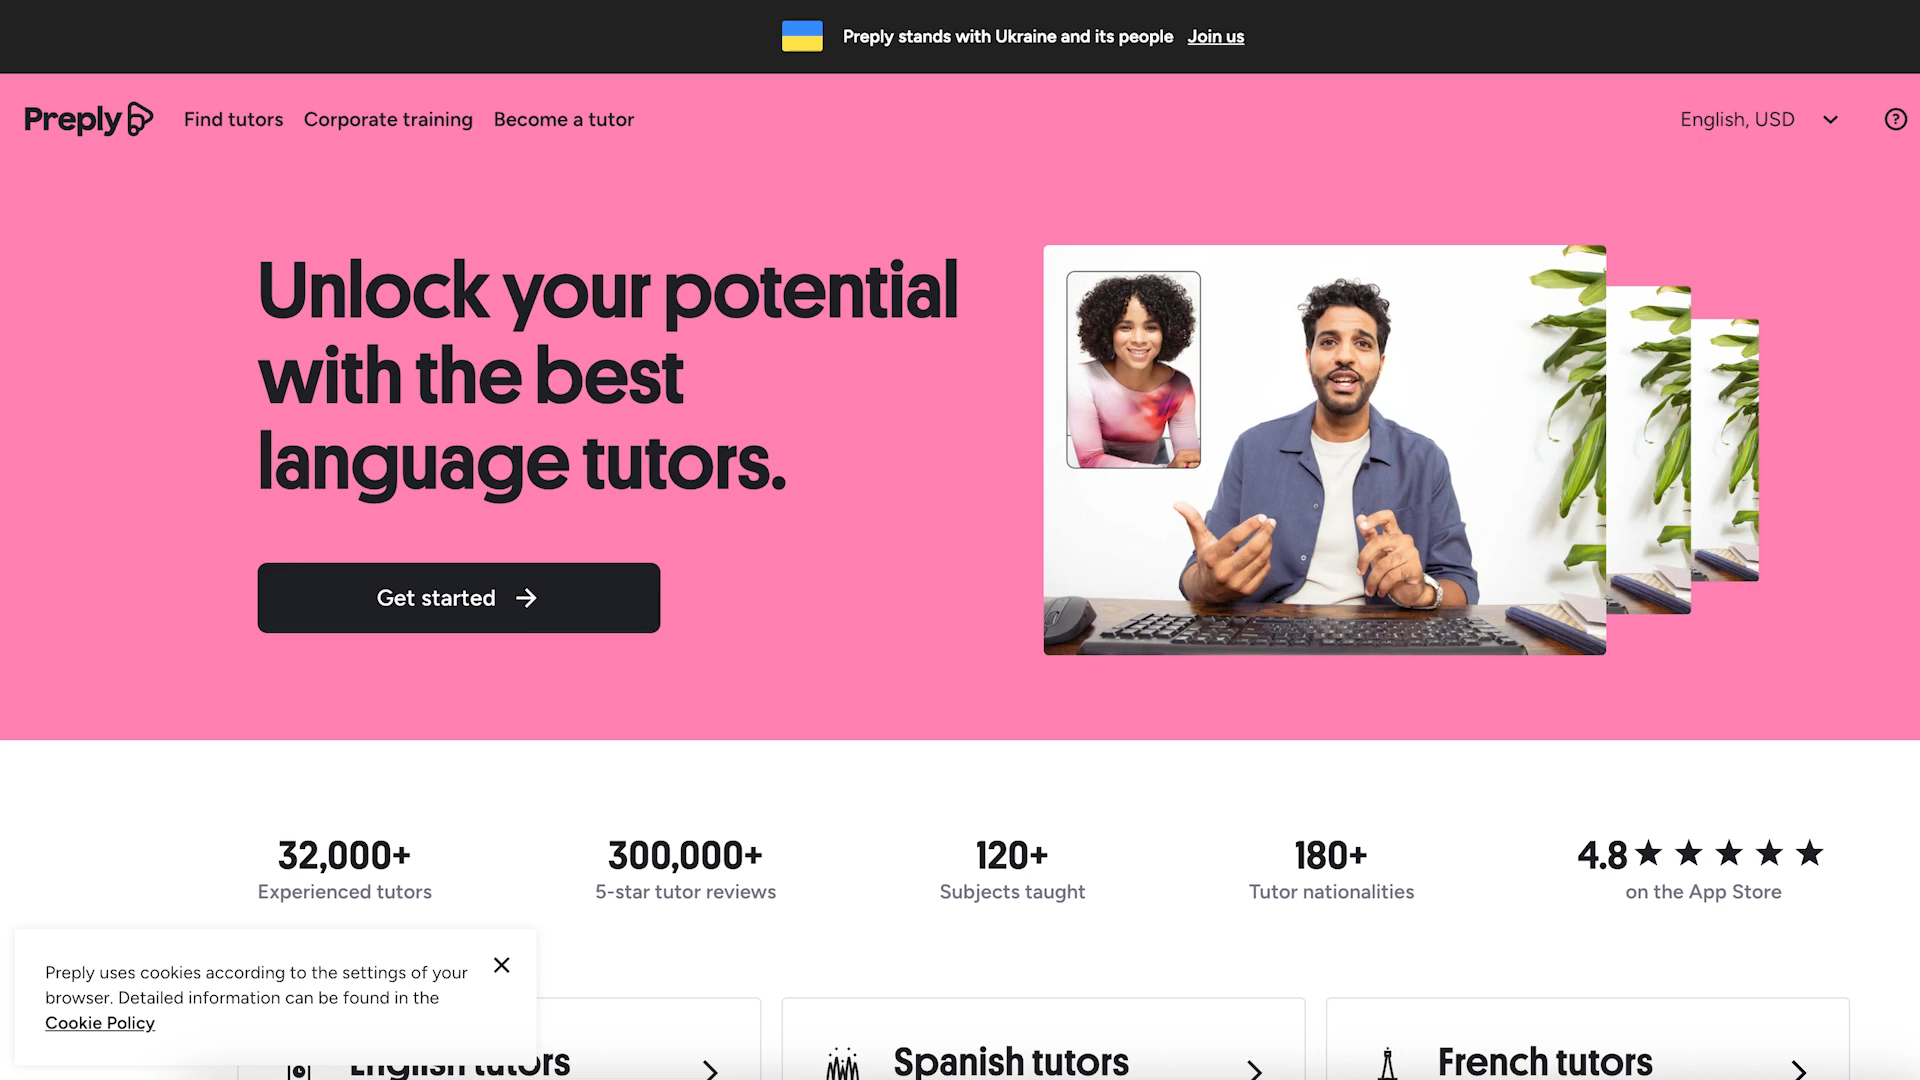 Preply stands with Ukraine and its people Join us
Preply Find tutors Corporate training Become a tutor English, USD
Unlock your potential
with the best
language tutors.
Get started
32,000+ 300,000+ 120+ 180+ 4.8
Experienced tutors 5-star tutor reviews Subjects taught Tutor nationalities on the App Store
Preply uses cookies according to the settings of your
browser. Detailed information can be found in the
Cookie Policy
English tutors Spanish tutors French tutors